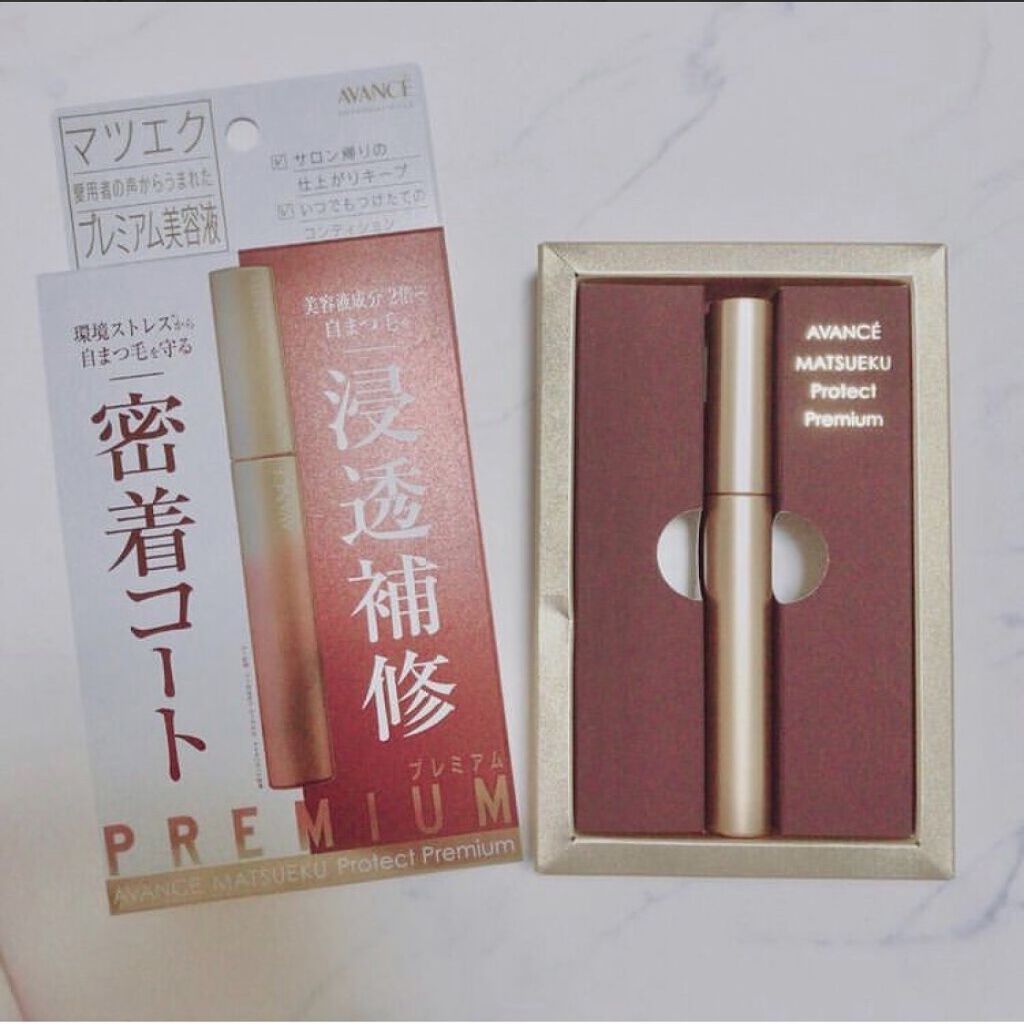 AVANCÉ
マツエク
愛用者の声からうまれた
プレミアム美容液
サロン帰りの
仕上がりキープ
いつでもつけたての
コンディション
環境ストレスから
自まつ毛を守る
密着コート
美容液成分2倍で
自まつ毛を
浸透補修
プレミアム
PREMIUM
AVANCÉ MATSUEKU Protect Premium
AVANCÉ
MATSUEKU
Protect
Premium